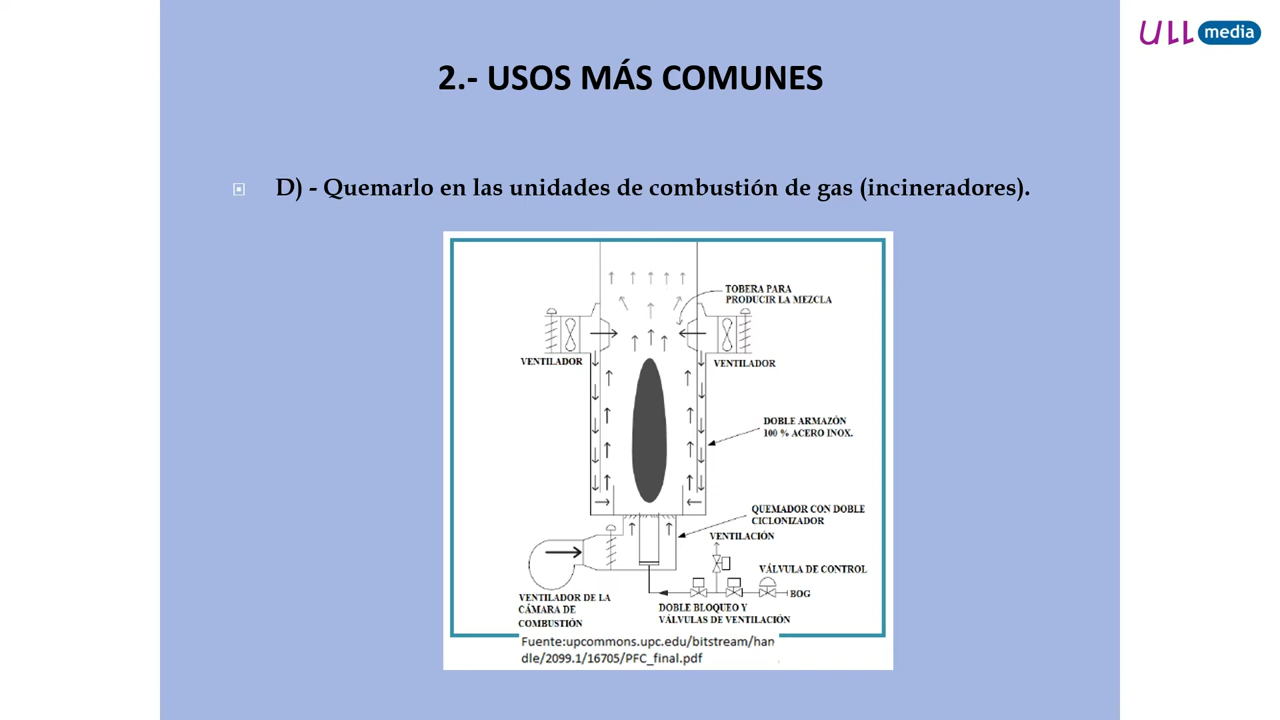 ULL media
2.- USOS MÁS COMUNES
D) - Quemarlo en las unidades de combustión de gas (incineradores).
TOBERA PARA
PRODUCIR LA MEZCLA
VENTILADOR
VENTILADOR
DOBLE ARMAZÓN
100 % ACERO INOX.
QUEMADOR CON DOBLE
CICLONIZADOR
VENTILACIÓN
VÁLVULA DE CONTROL
BOG
VENTILADOR DE LA
CÁMARA DE
COMBUSTIÓN
DOBLE BLOQUEO Y
VÁLVULAS DE VENTILACIÓN
Fuente:upcommons.upc.edu/bitstream/han
dle/2099.1/16705/PFC_final.pdf